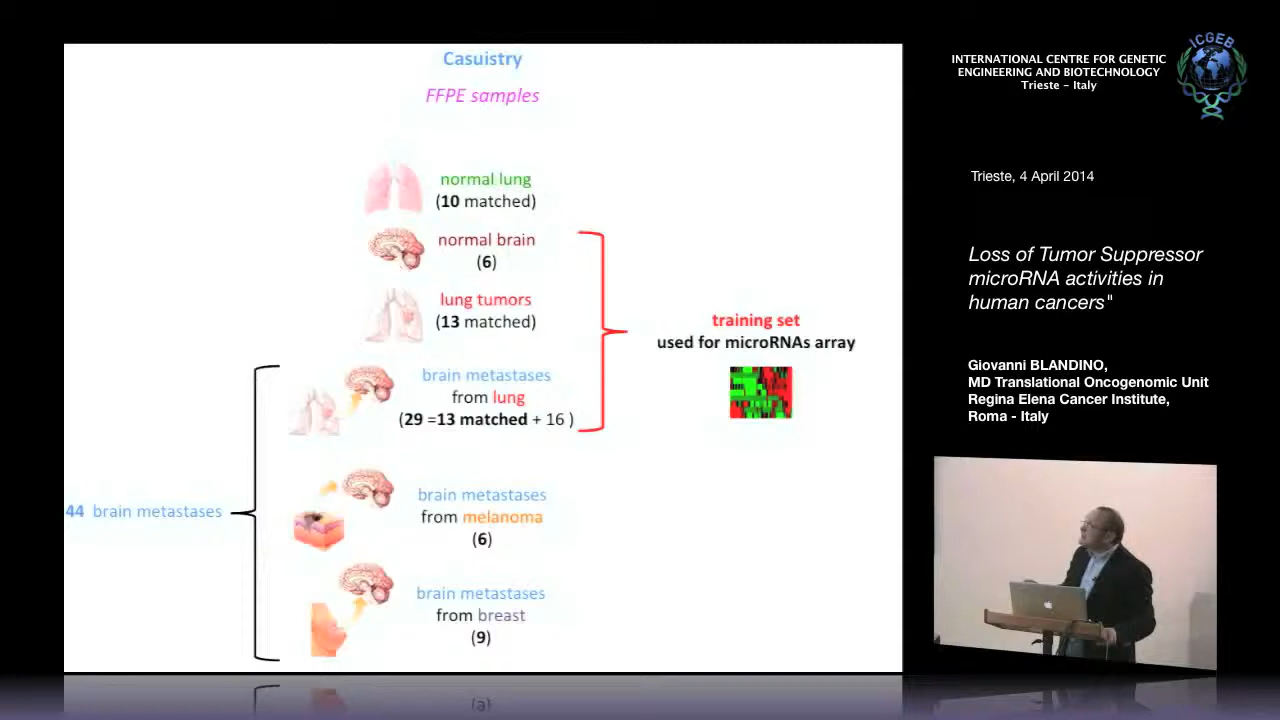 Casuistry
FFPE samples
normal lung
(10 matched)
normal brain
(6)
lung tumors
(13 matched)
training set
used for microRNAs array
brain metastases
from lung
(29 =13 matched + 16 )
44 brain metastases
brain metastases
from melanoma
(6)
brain metastases
from breast
(9)
INTERNATIONAL CENTRE FOR GENETIC
ENGINEERING AND BIOTECHNOLOGY
Trieste - Italy
ICGEB
Trieste, 4 April 2014
Loss of Tumor Suppressor
microRNA activities in
human cancers"
Giovanni BLANDINO,
MD Translational Oncogenomic Unit
Regina Elena Cancer Institute,
Roma - Italy